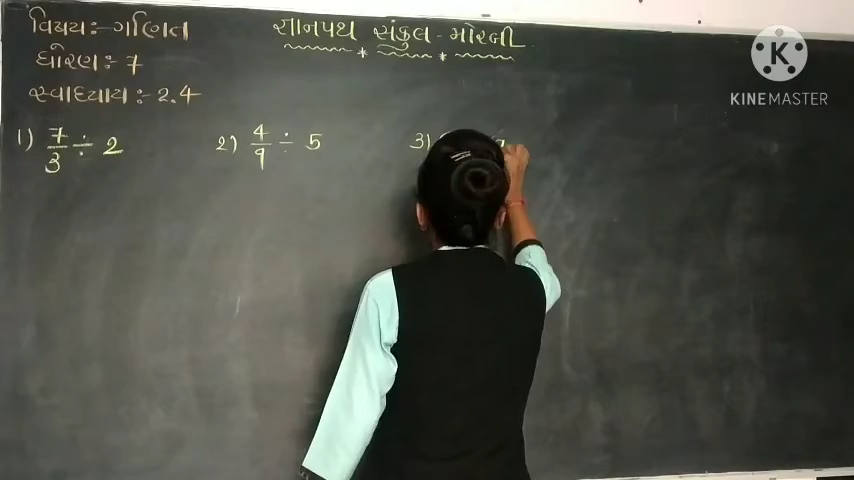 વિષય:- ગણિત
જ્ઞાનપથ સંકુલ - મોરબી
ધોરણ:- 7
સ્વાધ્યાય:- 2.4
1) 7/3 ÷ 2
2) 4/9 ÷ 5
3)
K
KINEMASTER